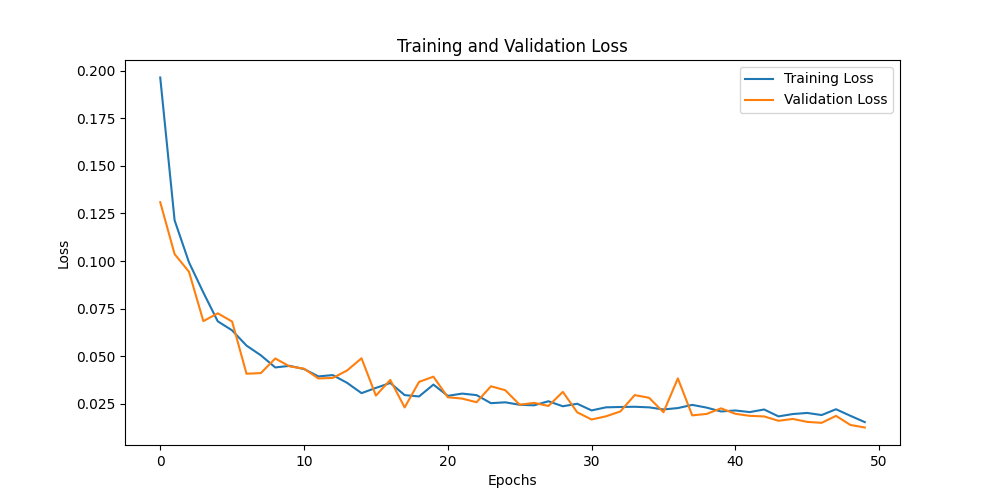 Training and Validation Loss
Training Loss
Validation Loss
0.200
0.175
0.150
0.125
0.100
0.075
0.050
0.025
Loss
0 10 20 30 40 50
Epochs